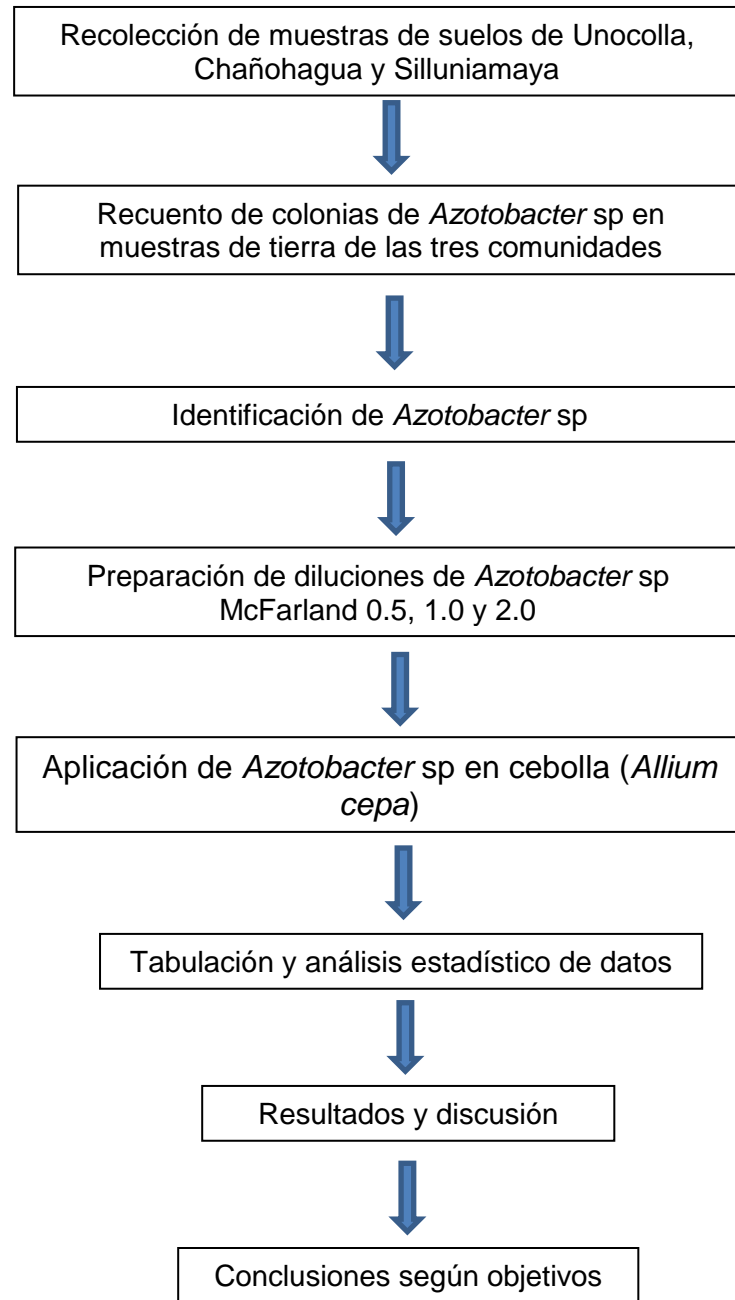 Recolección de muestras de suelos de Unocolla,
Chañohagua y Silluniamaya
Recuento de colonias de Azotobacter sp en
muestras de tierra de las tres comunidades
Identificación de Azotobacter sp
Preparación de diluciones de Azotobacter sp
McFarland 0.5, 1.0 y 2.0
Aplicación de Azotobacter sp en cebolla (Allium
cepa)
Tabulación y análisis estadístico de datos
Resultados y discusión
Conclusiones según objetivos